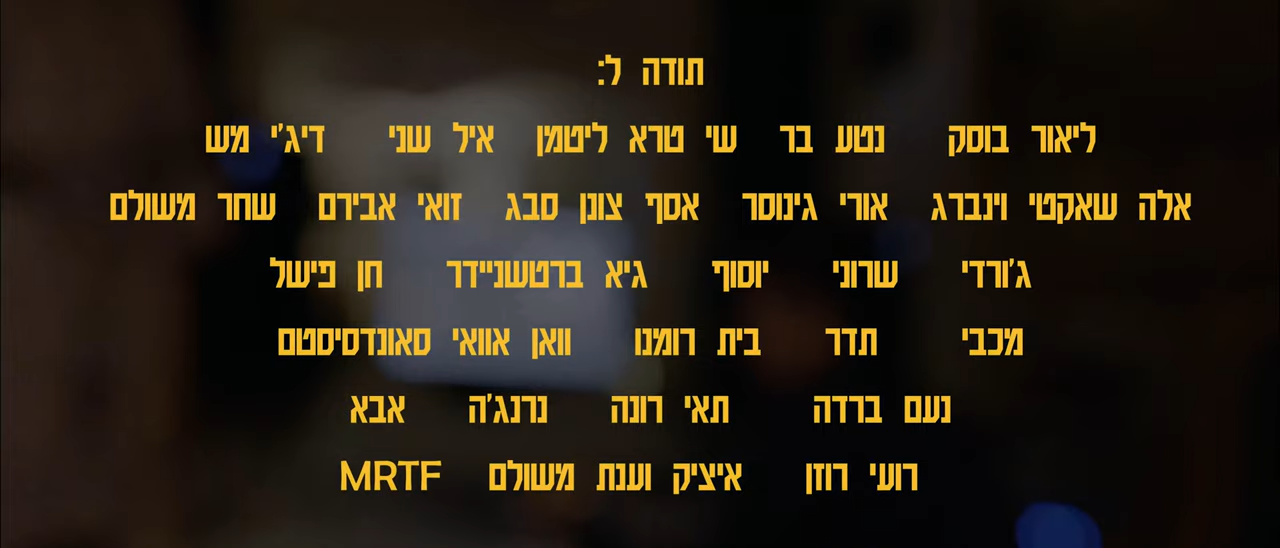 תודה ל:
ליאור בוסק נטע בר שי טרא ליטמן איל שני דיג'י מש
אלה שאקטי וינברג אורי גינוסר אסף צונן סבג זואי אבירם שחר משולם
ג'ורדי שרוני יוסוף גיא ברטשניידר חן פישל
מכבי תדר בית רומנו וואן אוואי סאונדסיסטם
נעם ברדה תאי רונה נרנג'ה אבא
רועי רוזן איציק וענת משולם MRTF